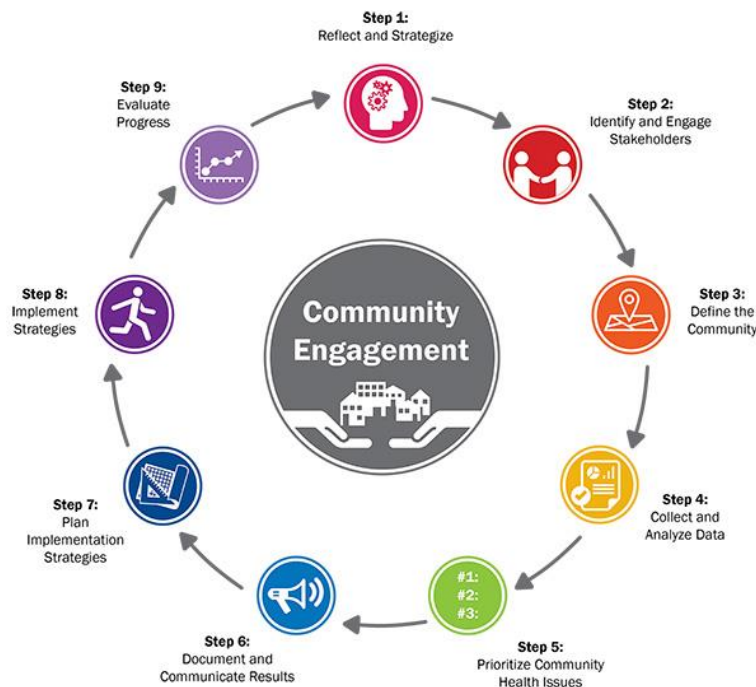 Step 1:
Reflect and Strategize
Step 2:
Identify and Engage
Stakeholders
Step 3:
Define the
Community
Step 4:
Collect and
Analyze Data
Step 5:
Prioritize Community
Health Issues
#1:
#2:
#3:
Step 6:
Document and
Communicate Results
Step 7:
Plan
Implementation
Strategies
Step 8:
Implement
Strategies
Step 9:
Evaluate
Progress
Community
Engagement